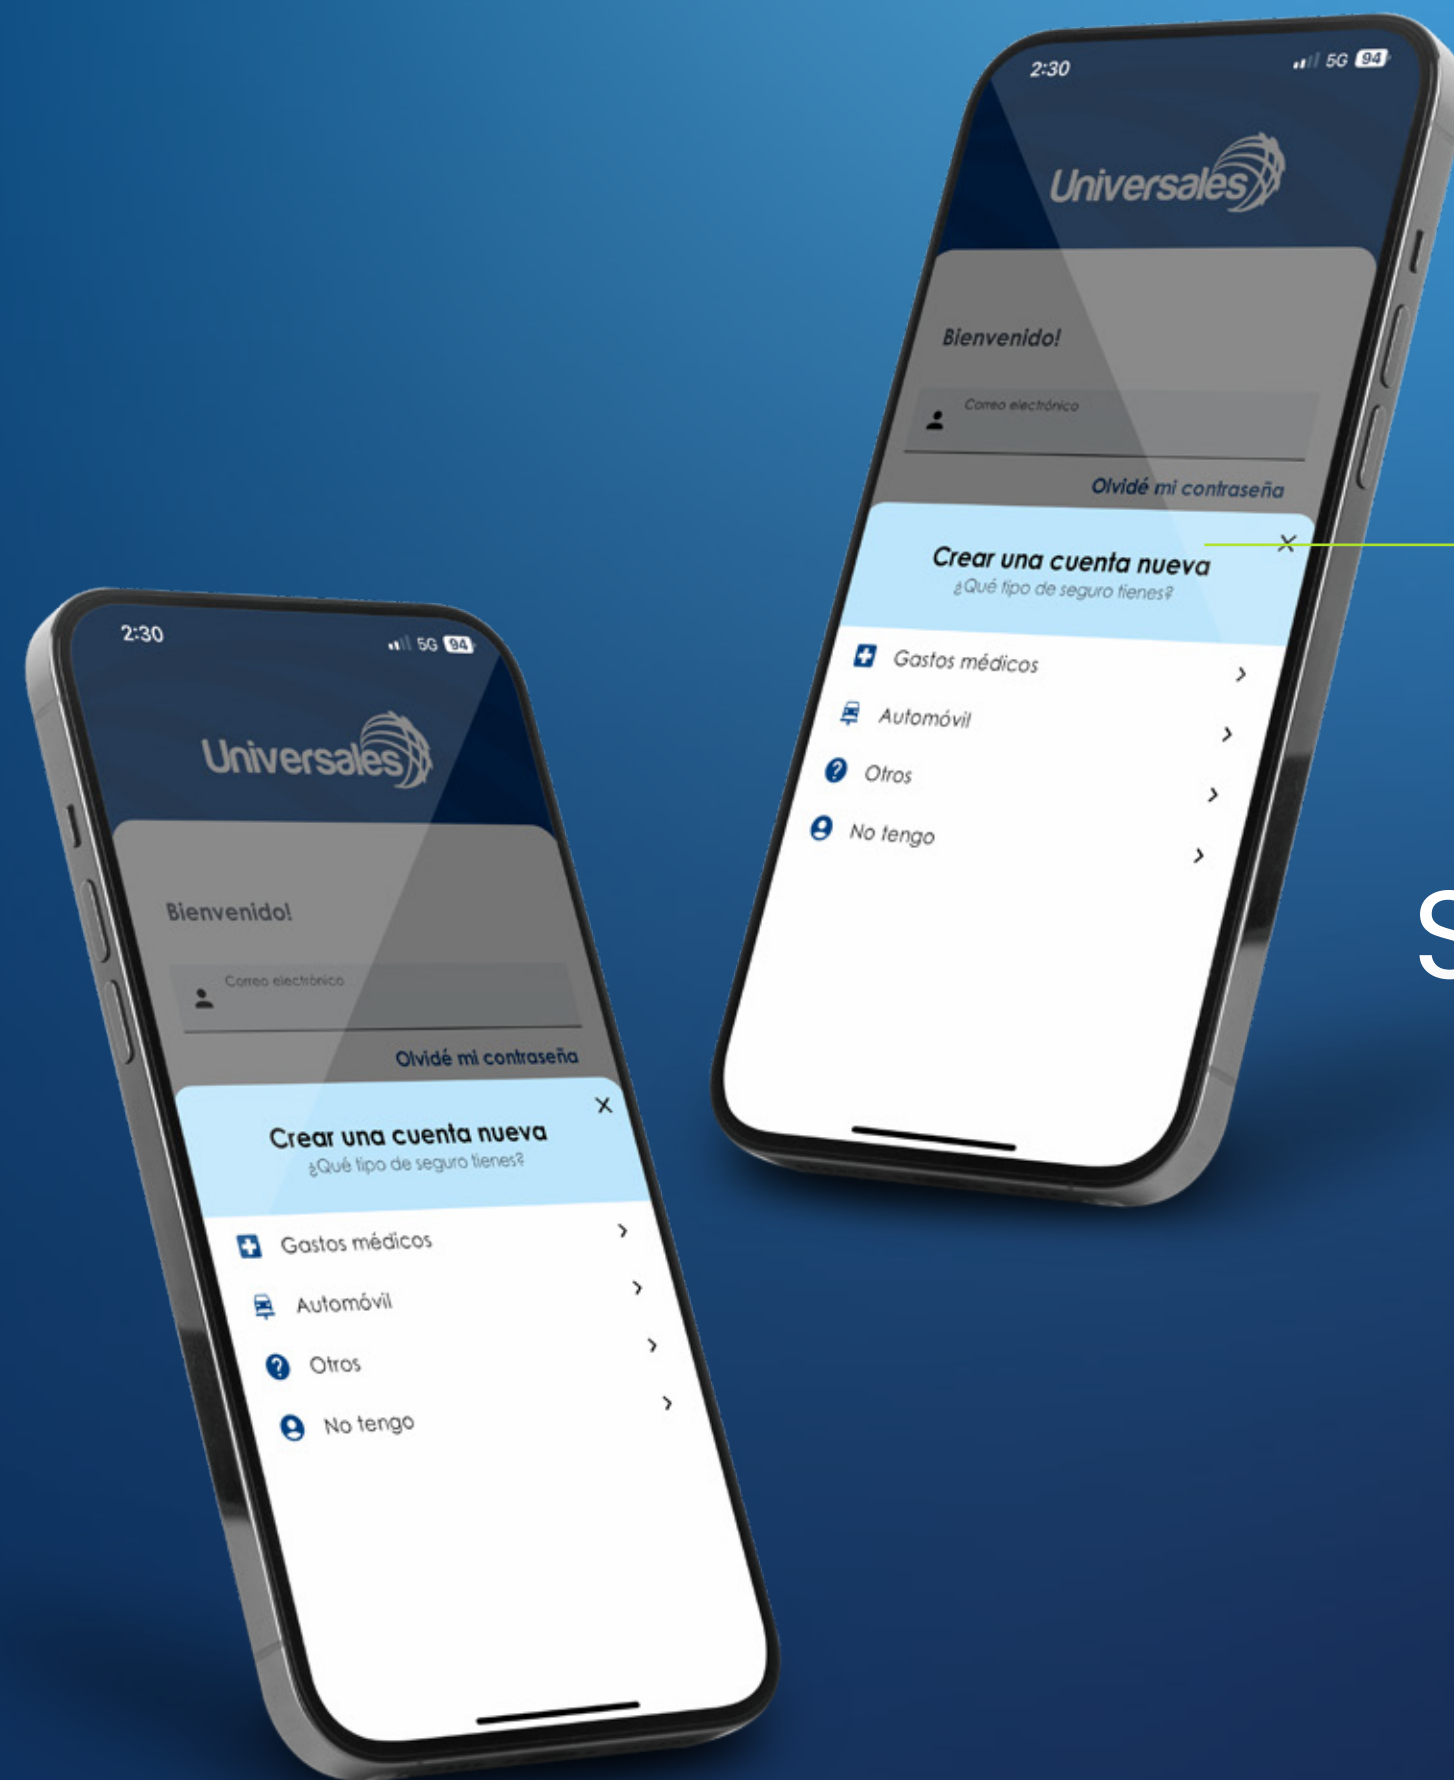 2:30
5G 94
Universales
Bienvenido!
Correo electrónico
Olvidé mi contraseña
Crear una cuenta nueva
¿Qué tipo de seguro tienes?
Gastos médicos
Automóvil
Otros
No tengo
S
2:30
5G 94
Universales
Bienvenido!
Correo electrónico
Olvidé mi contraseña
Crear una cuenta nueva
¿Qué tipo de seguro tienes?
Gastos médicos
Automóvil
Otros
No tengo